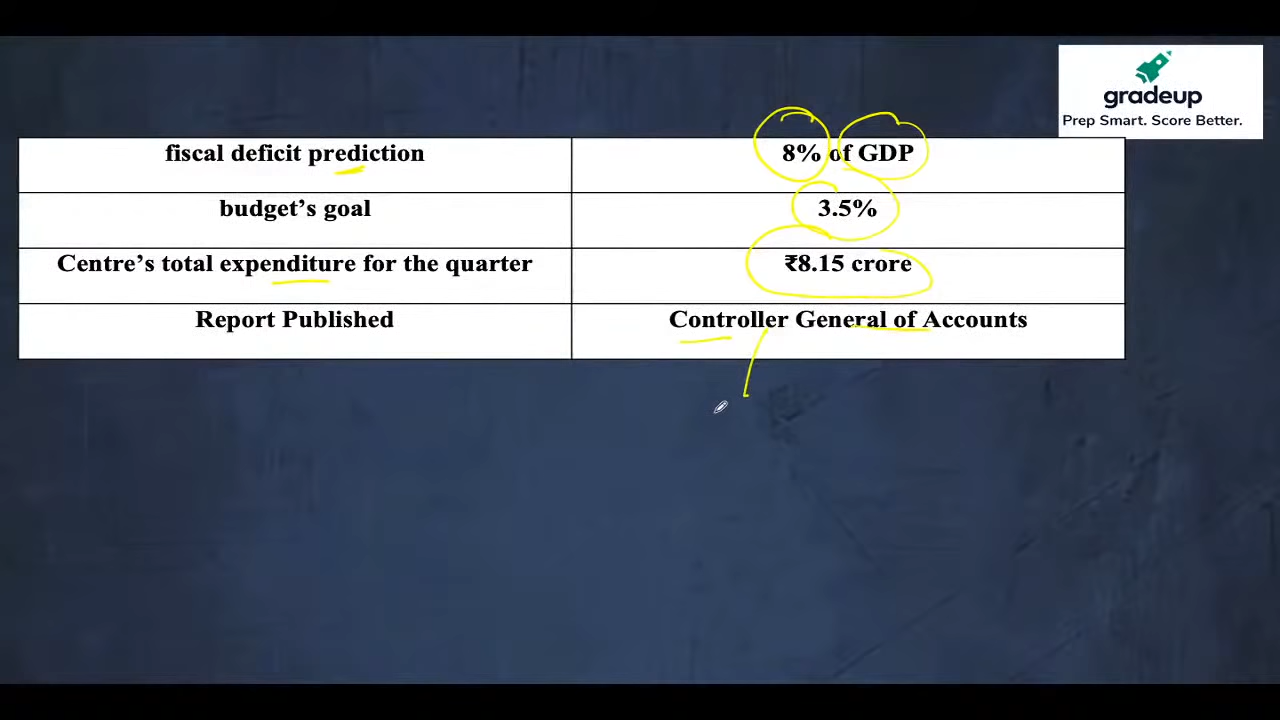 gradeup
Prep Smart. Score Better.
fiscal deficit prediction 8% of GDP
budget’s goal 3.5%
Centre’s total expenditure for the quarter ₹8.15 crore
Report Published Controller General of Accounts